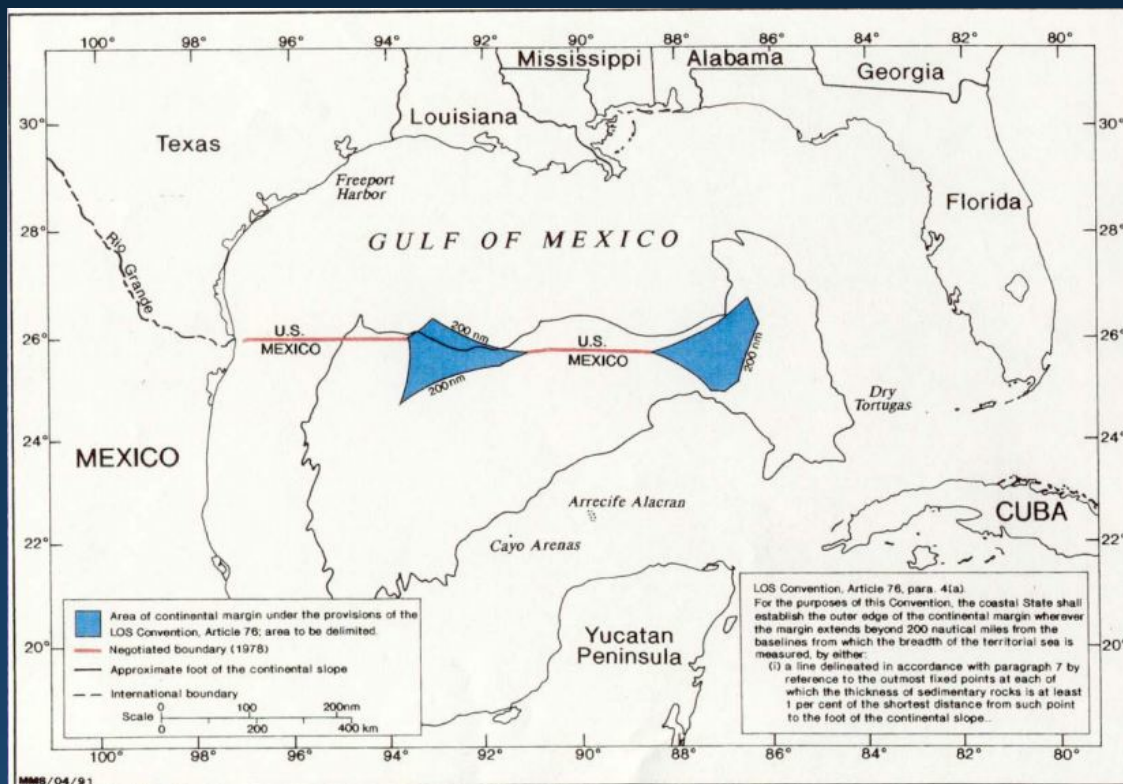 100° 98° 96° 94° 92° 90° 88° 86° 84° 82° 80°
Mississippi Alabama
Georgia
Louisiana
30° 30°
Texas
Freeport
Harbor
Florida
28° 28°
GULF OF MEXICO
Rio Grande
200 nm
26° U.S. U.S. 26°
MEXICO MEXICO
200 nm
200nm
Dry
Tortugas
24° 24°
MEXICO
Arrecife Alacran
CUBA
Cayo Arenas
22° 22°
Area of continental margin under the provisions of the
LOS Convention, Article 76; area to be delimited.
Negotiated boundary (1978)
Approximate foot of the continental slope
International boundary
Scale
0 100 200nm
0 200 400 km
20° 20°
Yucatan
Peninsula
LOS Convention, Article 76, para. 4(a).
For the purposes of this Convention, the coastal State shall
establish the outer edge of the continental margin wherever
the margin extends beyond 200 nautical miles from the
baselines from which the breadth of the territorial sea is
measured, by either:
(i) a line delineated in accordance with paragraph 7 by
reference to the outmost fixed points at each of
which the thickness of sedimentary rocks is at least
1 per cent of the shortest distance from such point
to the foot of the continental slope...
100° 98° 96° 94° 92° 90° 88° 86° 84° 82° 80°
MMS/04/91